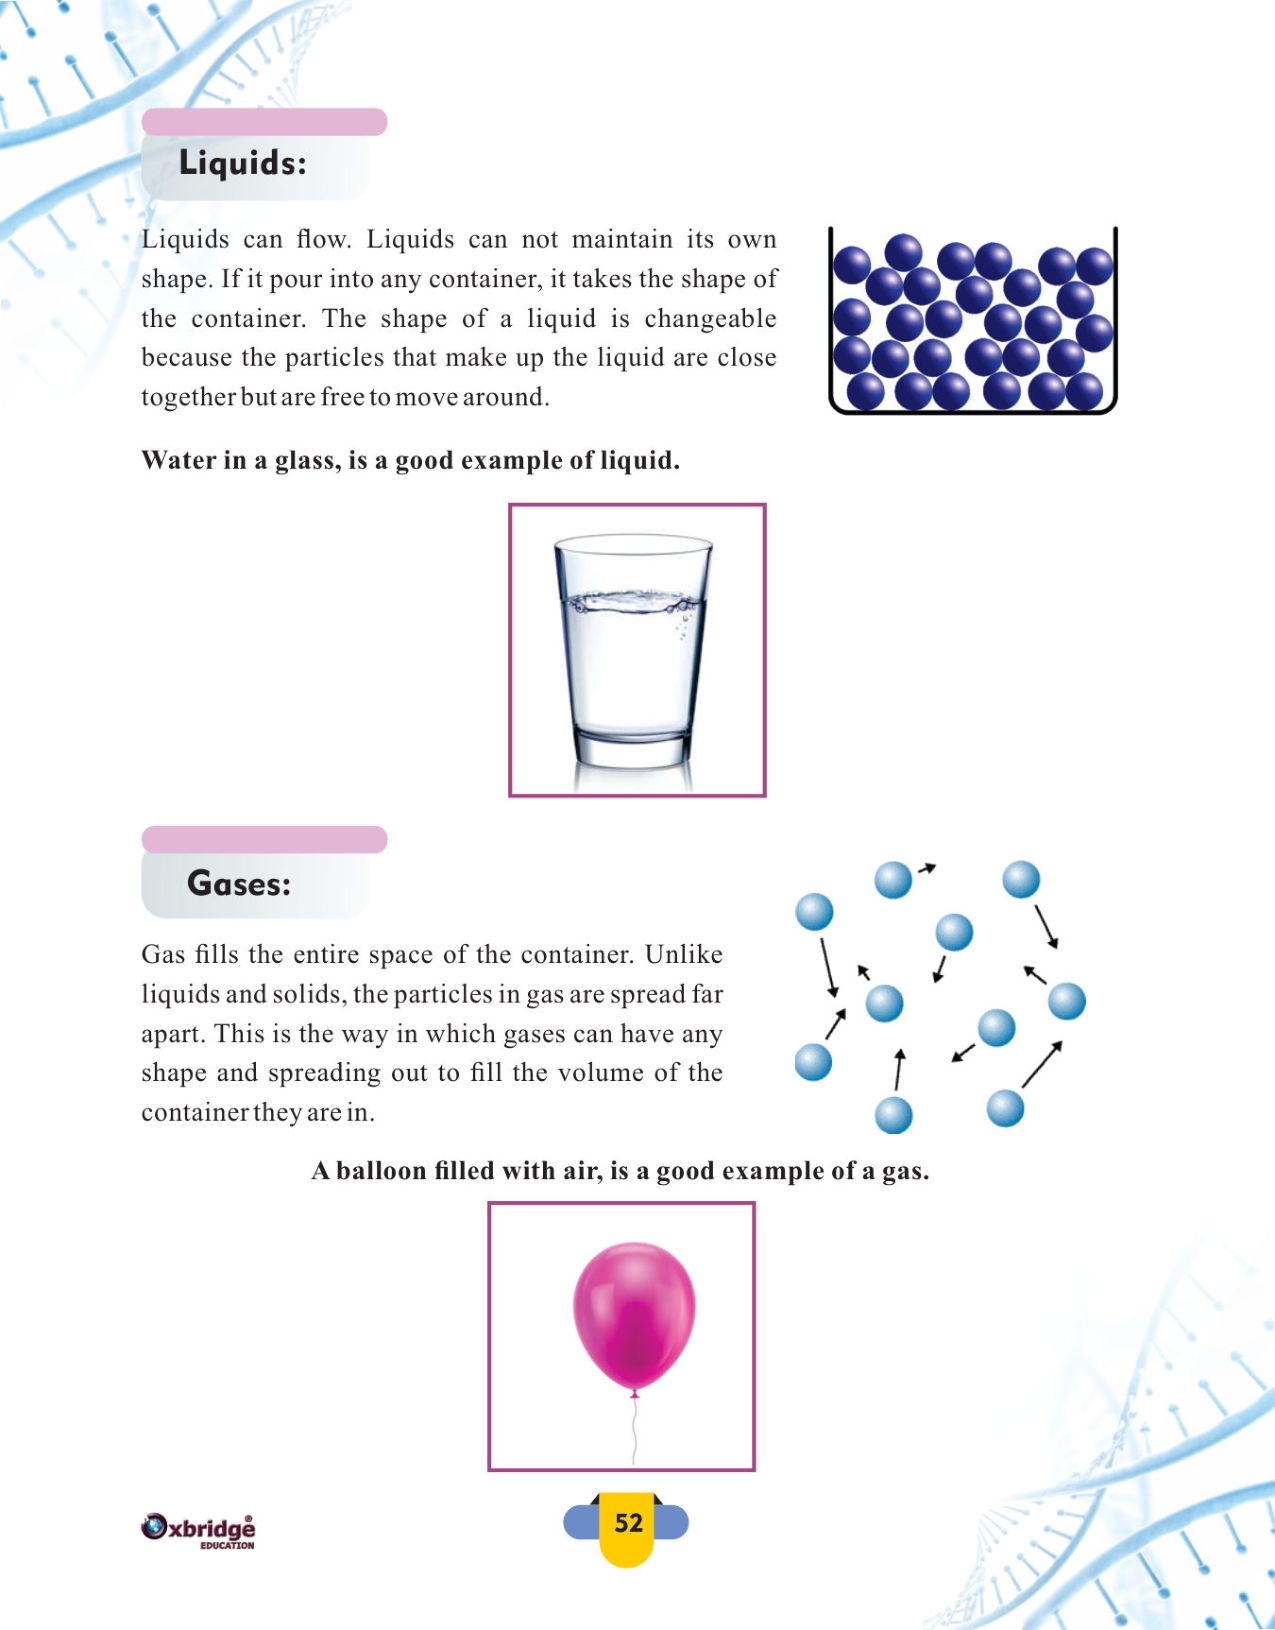 Liquids:
Liquids can flow. Liquids can not maintain its own
shape. If it pour into any container, it takes the shape of
the container. The shape of a liquid is changeable
because the particles that make up the liquid are close
together but are free to move around.
Water in a glass, is a good example of liquid.
Gases:
Gas fills the entire space of the container. Unlike
liquids and solids, the particles in gas are spread far
apart. This is the way in which gases can have any
shape and spreading out to fill the volume of the
container they are in.
A balloon filled with air, is a good example of a gas.
Oxbridge®
EDUCATION
52